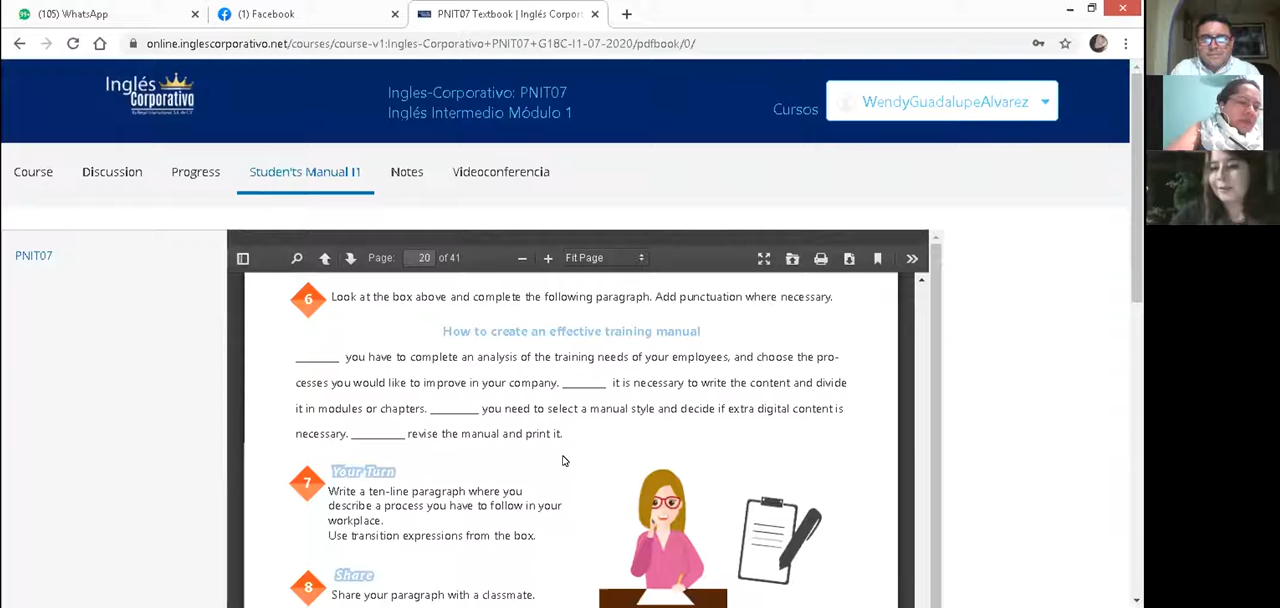 (105) WhatsApp
(1) Facebook
PNIT07 Textbook | Inglés Corpor
online.inglescorporativo.net/courses/course-v1:Ingles-Corporativo+PNIT07+G18C-I1-07-2020/pdfbook/0/
Inglés
Corporativo
Ingles-Corporativo: PNIT07
Inglés Intermedio Módulo 1
Cursos
WendyGuadalupeAlvarez
Course
Discussion
Progress
Student'ts Manual I1
Notes
Videoconferencia
PNIT07
Page: 20 of 41
Fit Page
6 Look at the box above and complete the following paragraph. Add punctuation where necessary.
How to create an effective training manual
_______ you have to complete an analysis of the training needs of your employees, and choose the pro-
cesses you would like to improve in your company. _______ it is necessary to write the content and divide
it in modules or chapters. ________ you need to select a manual style and decide if extra digital content is
necessary. _________ revise the manual and print it.
7 Your Turn
Write a ten-line paragraph where you
describe a process you have to follow in your
workplace.
Use transition expressions from the box.
8 Share
Share your paragraph with a classmate.